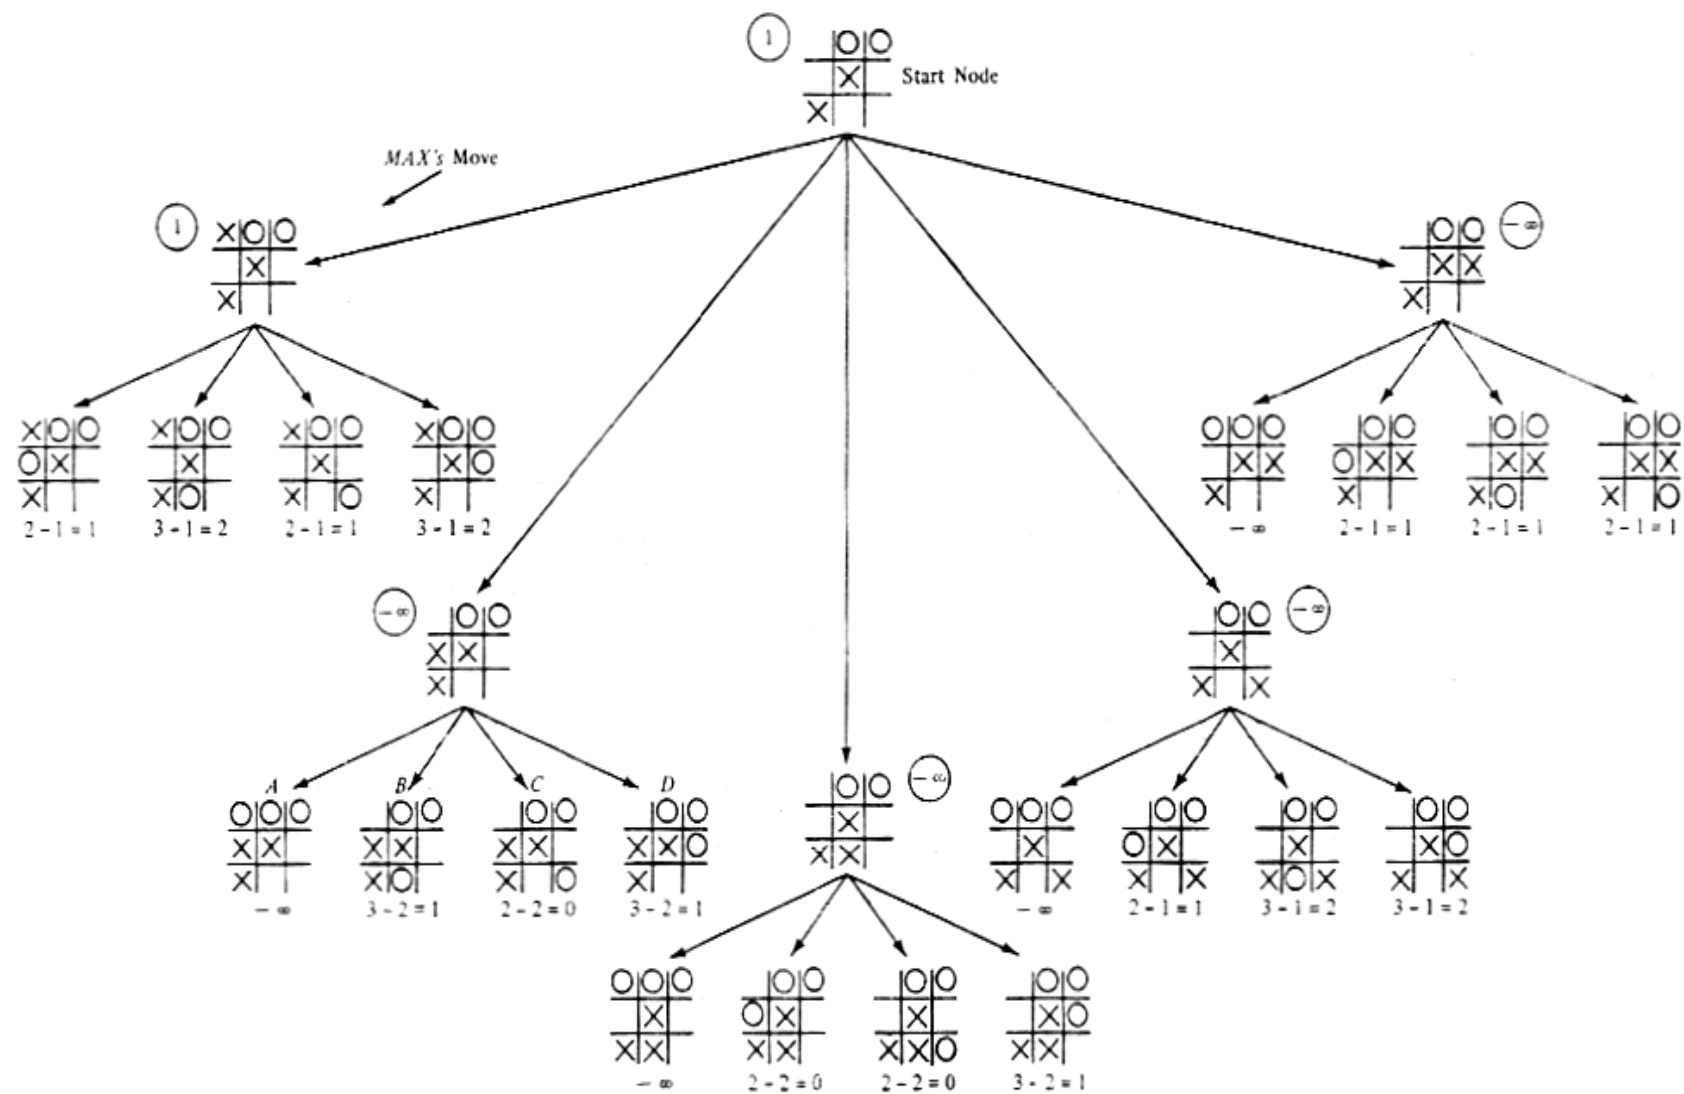 1
Start Node
MAX's Move
1
− ∞
2 − 1 = 1
3 − 1 = 2
2 − 1 = 1
3 − 1 = 2
− ∞
2 − 1 = 1
2 − 1 = 1
2 − 1 = 1
− ∞
− ∞
A
B
C
D
− ∞
− ∞
3 − 2 = 1
2 − 2 = 0
3 − 2 = 1
− ∞
2 − 1 = 1
3 − 1 = 2
3 − 1 = 2
− ∞
2 − 2 = 0
2 − 2 = 0
3 − 2 = 1